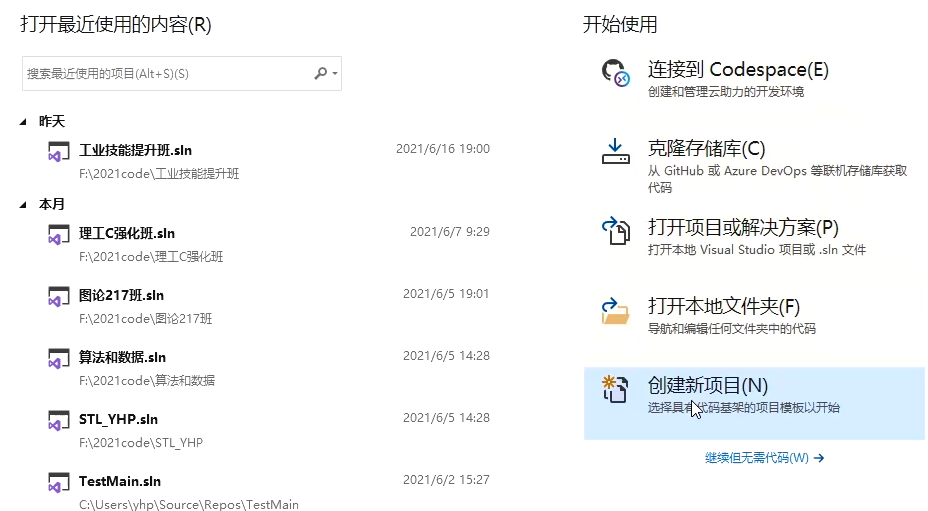 打开最近使用的内容(R)
搜索最近使用的项目(Alt+S)(S)
昨天
工业技能提升班.sln
2021/6/16 19:00
F:\2021code\工业技能提升班
本月
理工C强化班.sln
2021/6/7 9:29
F:\2021code\理工C强化班
图论217班.sln
2021/6/5 19:01
F:\2021code\图论217班
算法和数据.sln
2021/6/5 14:28
F:\2021code\算法和数据
STL_YHP.sln
2021/6/5 14:28
F:\2021code\STL_YHP
TestMain.sln
2021/6/2 15:27
C:\Users\yhp\Source\Repos\TestMain
开始使用
连接到 Codespace(E)
创建和管理云助力的开发环境
克隆存储库(C)
从 GitHub 或 Azure DevOps 等联机存储库获取
代码
打开项目或解决方案(P)
打开本地 Visual Studio 项目或 .sln 文件
打开本地文件夹(F)
导航和编辑任何文件夹中的代码
创建新项目(N)
选择具有代码基架的项目模板以开始
继续但无需代码(W)